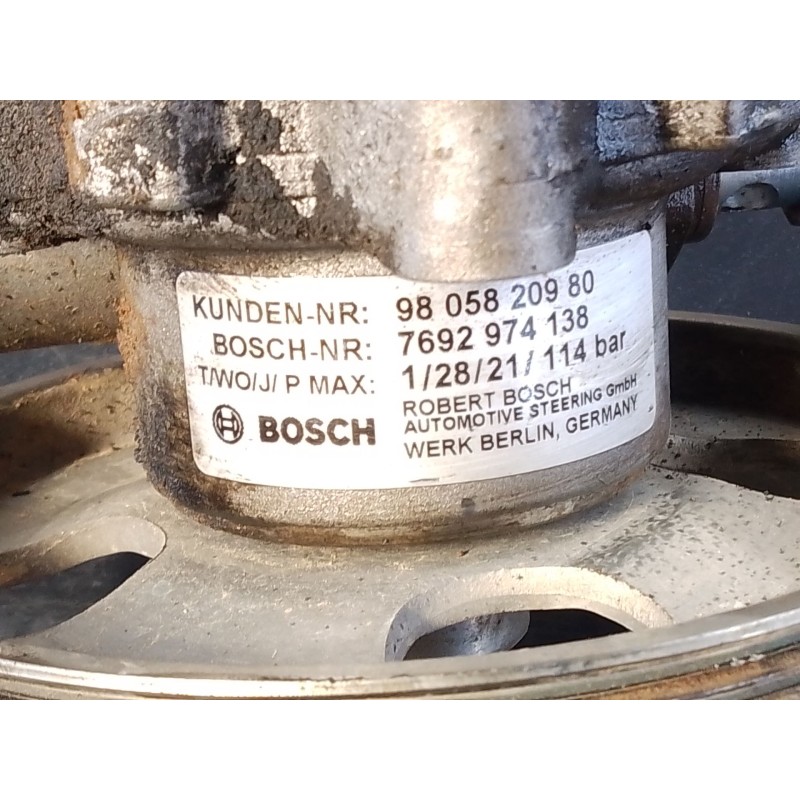 KUNDEN-NR: 98 058 209 80
BOSCH-NR: 7692 974 138
T/WO/J/ P MAX: 1/28/21/ 114 bar
ROBERT BOSCH
AUTOMOTIVE STEERING GmbH
BOSCH WERK BERLIN, GERMANY